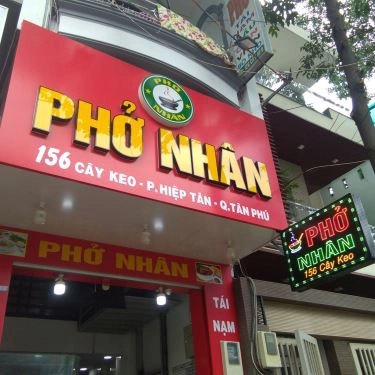 PHỞ
NHÂN
PHỞ NHÂN
156 CÂY KEO - P. HIỆP TÂN - Q. TÂN PHÚ
PHỞ
NHÂN
156 Cây Keo
PHỞ NHÂN
TÁI
NẠM